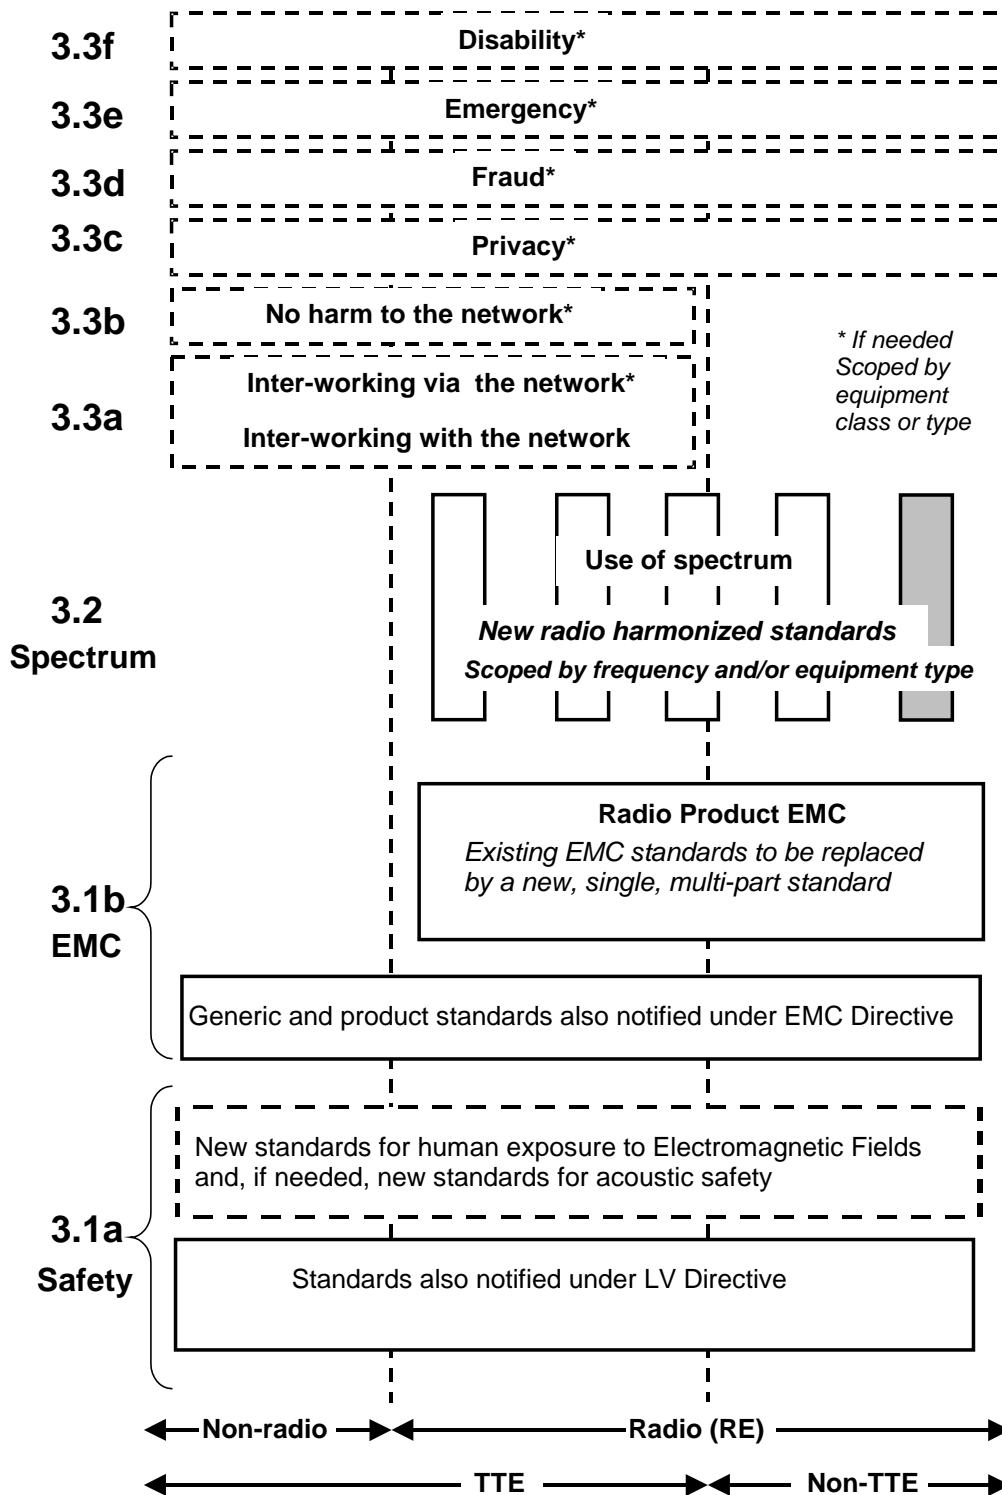 3.3f
Disability*
3.3e
Emergency*
3.3d
Fraud*
3.3c
Privacy*
3.3b
No harm to the network*
* If needed
Scoped by
equipment
class or type
3.3a
Inter-working via the network*
Inter-working with the network
3.2
Spectrum
Use of spectrum
New radio harmonized standards
Scoped by frequency and/or equipment type
3.1b
EMC
Radio Product EMC
Existing EMC standards to be replaced
by a new, single, multi-part standard
Generic and product standards also notified under EMC Directive
3.1a
Safety
New standards for human exposure to Electromagnetic Fields
and, if needed, new standards for acoustic safety
Standards also notified under LV Directive
Non-radio
Radio (RE)
TTE
Non-TTE